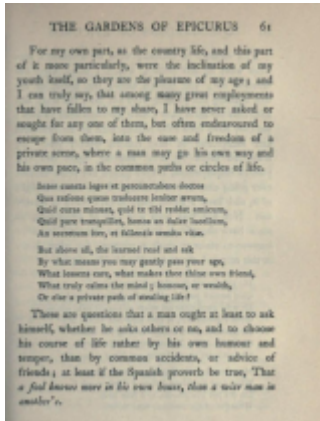 THE GARDENS OF EPICURUS 61
For my own part, as the country life, and this part
of it more particularly, were the inclination of my
youth itself, so they are the pleasure of my age; and
I can truly say, that among many great employments
that have fallen to my share, I have never asked or
sought for any one of them, but often endeavoured to
escape from them, into the ease and freedom of a
private scene, where a man may go his own way and
his own pace, in the common paths or circles of life.
Inter cuncta leges et percunctabere doctos
Qua ratione queas traducere leniter ævum,
Quid curas minuat, quid te tibi reddat amicum,
Quid pure tranquillet, honos an dulce lucellum,
An secretum iter, et fallentis semita vitæ.
But above all, the learned read and ask
By what means you may gently pass your age,
What lessens care, what makes thee thine own friend,
What truly calms the mind; honour, or wealth,
Or else a private path of stealing life?
These are questions that a man ought at least to ask
himself, whether he asks others or no, and to choose
his course of life rather by his own humour and
temper, than by common accidents, or advice of
friends; at least if the Spanish proverb be true, That
a fool knows more in his own house, than a wise man in
another's.